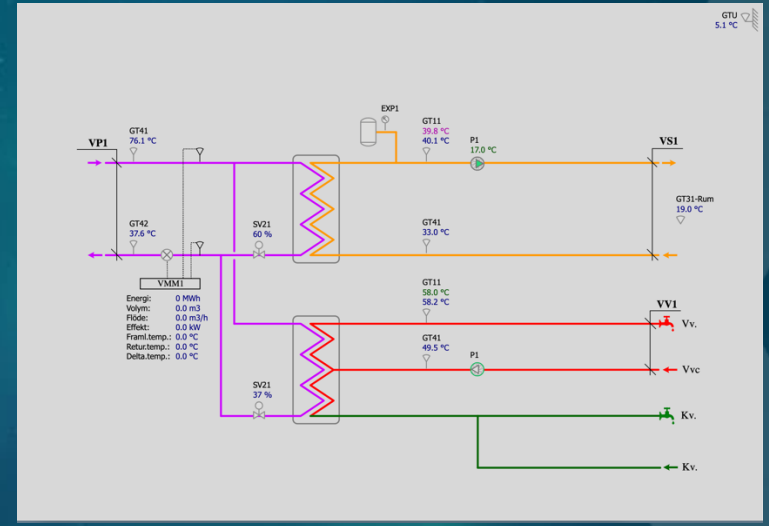 GTU
5.1 °C
EXP1
GT41
76.1 °C
VP1
GT11
39.8 °C
40.1 °C
P1
17.0 °C
VS1
GT31-Rum
19.0 °C
GT42
37.6 °C
SV21
60 %
GT41
33.0 °C
VMM1
Energi: 0 MWh
Volym: 0.0 m3
Flöde: 0.0 m3/h
Effekt: 0.0 kW
Framl.temp.: 0.0 °C
Retur.temp.: 0.0 °C
Delta.temp.: 0.0 °C
GT11
58.0 °C
58.2 °C
VV1
Vv.
GT41
49.5 °C
P1
Vvc
SV21
37 %
Kv.
Kv.